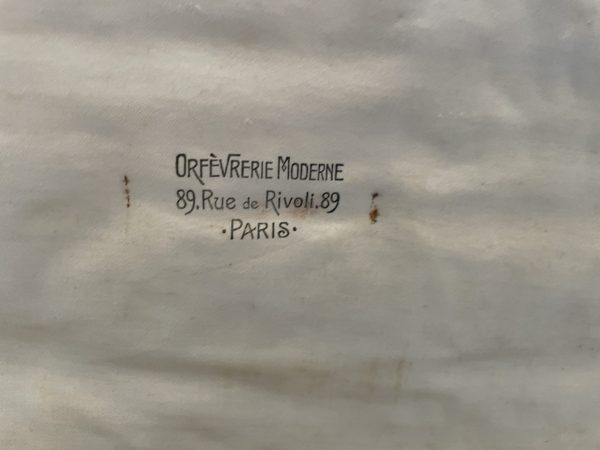 ORFÈVRERIE MODERNE
89.Rue de Rivoli.89
·PARIS·